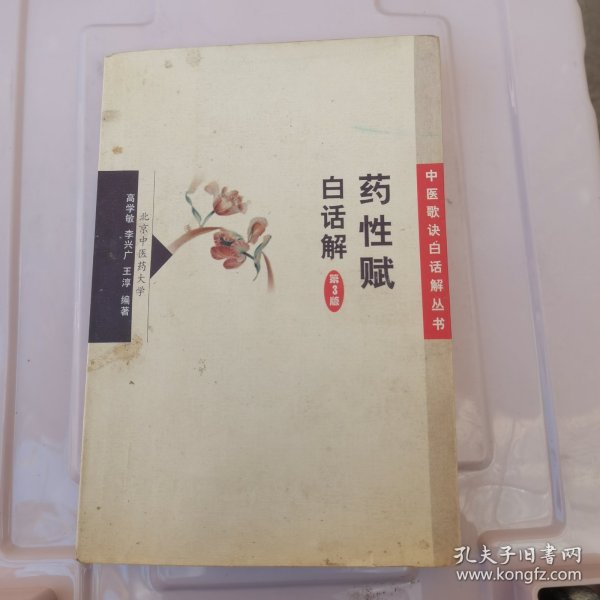 中医歌诀白话解丛书
药性赋
白话解
第3版
北京中医药大学
高学敏 李兴广 王淳 编著
孔夫子旧书网
www.kongfz.com